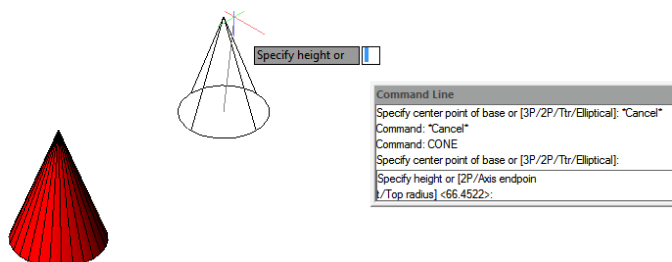 Specify height or
Command Line
Specify center point of base or [3P/2P/Ttr/Elliptical]: *Cancel*
Command: *Cancel*
Command: CONE
Specify center point of base or [3P/2P/Ttr/Elliptical]:
Specify height or [2P/Axis endpoin
t/Top radius] <66.4522>: